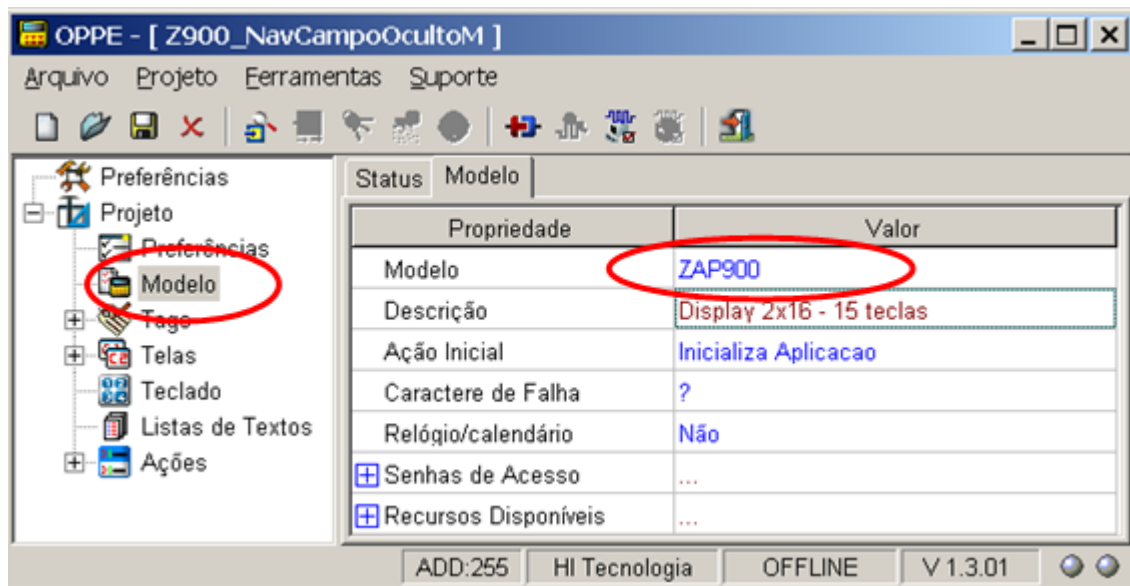 OPPE - [ Z900_NavCampoOcultoM ]
Arquivo Projeto Ferramentas Suporte
Preferências
Projeto
Preferências
Modelo
Tags
Telas
Teclado
Listas de Textos
Ações
Status Modelo
Propriedade Valor
Modelo ZAP900
Descrição Display 2x16 - 15 teclas
Ação Inicial Inicializa Aplicacao
Caractere de Falha ?
Relógio/calendário Não
Senhas de Acesso ...
Recursos Disponíveis ...
ADD:255 HI Tecnologia OFFLINE V 1.3.01